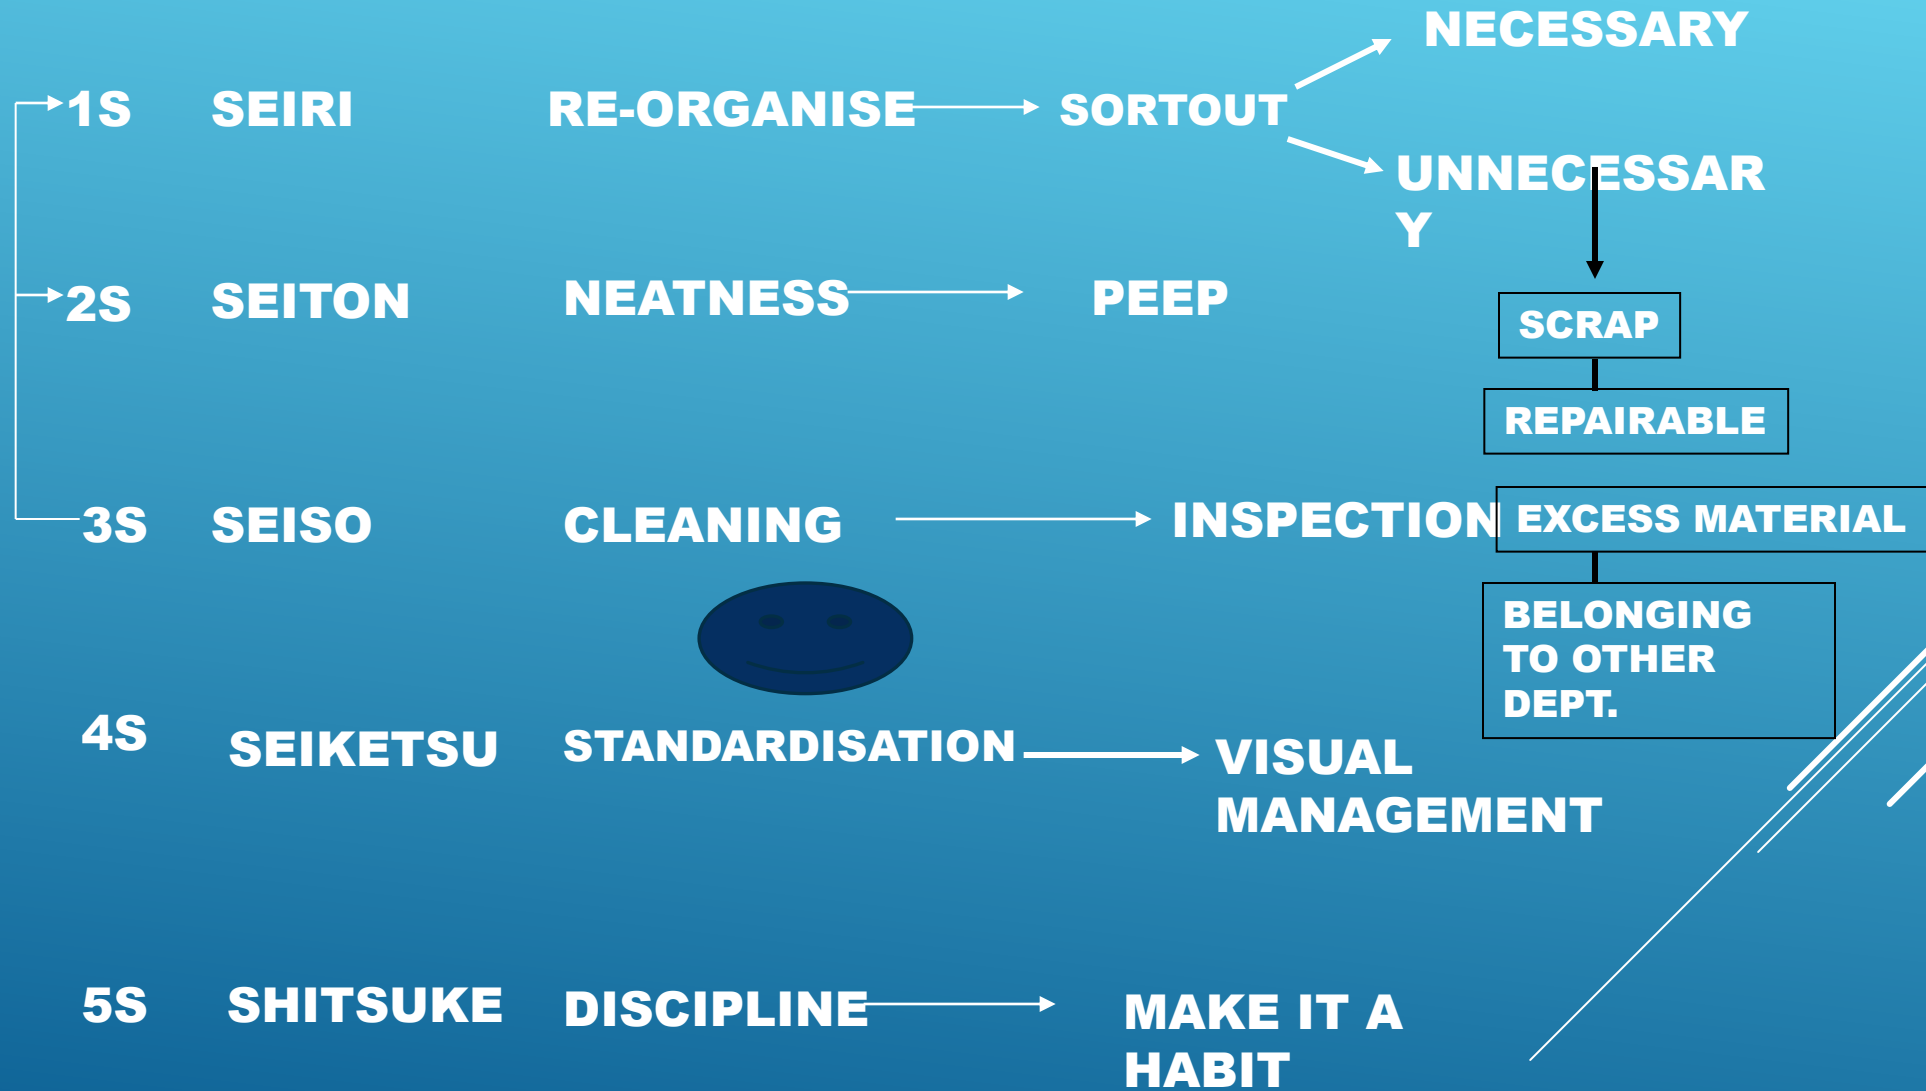 NECESSARY
1S SEIRI RE-ORGANISE SORTOUT
UNNECESSAR
Y
2S SEITON NEATNESS PEEP
SCRAP
REPAIRABLE
3S SEISO CLEANING INSPECTION EXCESS MATERIAL
BELONGING
TO OTHER
DEPT.
4S SEIKETSU STANDARDISATION VISUAL
MANAGEMENT
5S SHITSUKE DISCIPLINE MAKE IT A
HABIT